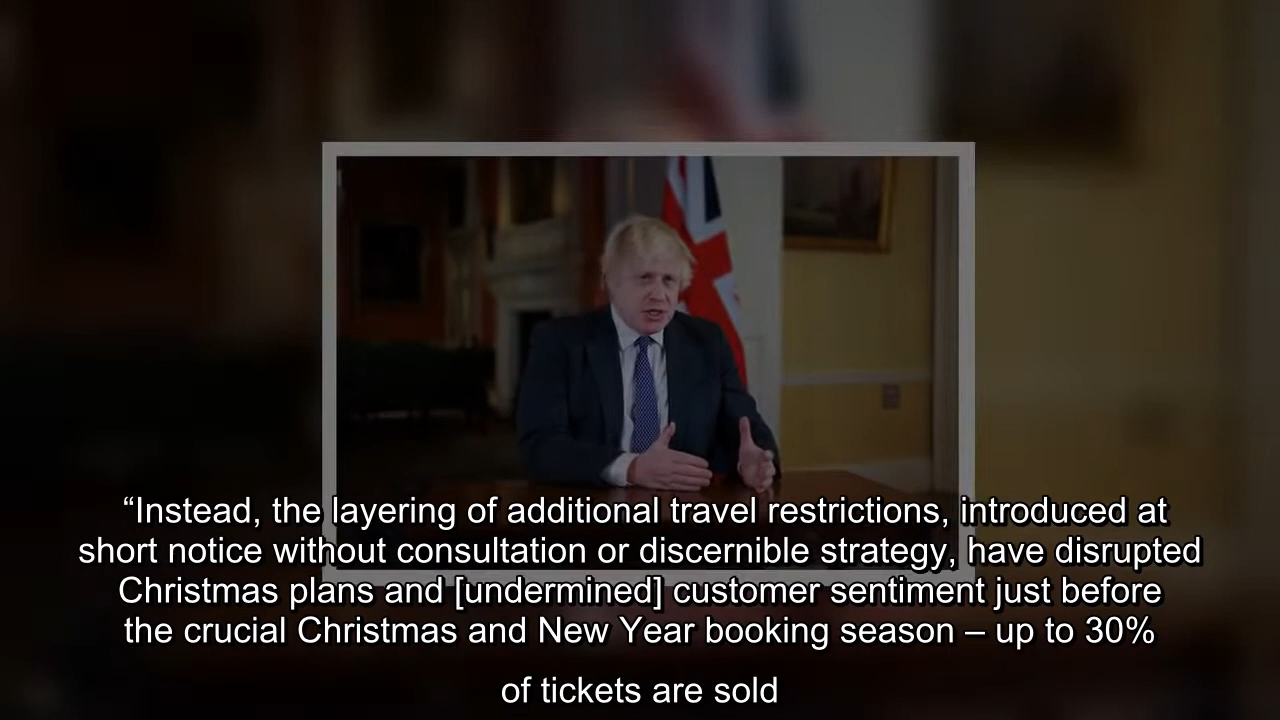 “Instead, the layering of additional travel restrictions, introduced at
short notice without consultation or discernible strategy, have disrupted
Christmas plans and [undermined] customer sentiment just before
the crucial Christmas and New Year booking season – up to 30%
of tickets are sold